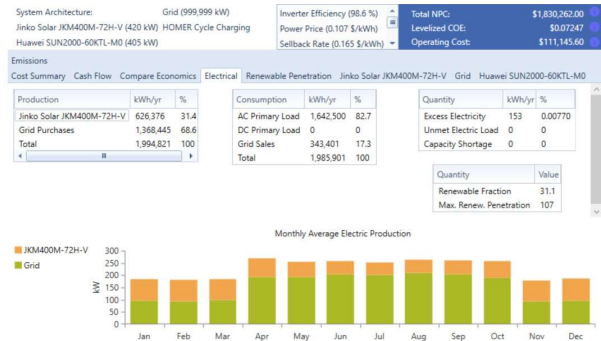 System Architecture: Grid (999,999 kW)
Jinko Solar JKM400M-72H-V (420 kW) HOMER Cycle Charging
Huawei SUN2000-60KTL-M0 (405 kW)
Inverter Efficiency (98.6 %)
Power Price (0.107 $/kWh)
Sellback Rate (0.165 $/kWh)
Total NPC: $1,830,262.00
Levelized COE: $0.07247
Operating Cost: $111,145.60
Emissions
Cost Summary Cash Flow Compare Economics Electrical Renewable Penetration Jinko Solar JKM400M-72H-V Grid Huawei SUN2000-60KTL-M0
Production kWh/yr %
Jinko Solar JKM400M-72H-V 626,376 31.4
Grid Purchases 1,368,445 68.6
Total 1,994,821 100
Consumption kWh/yr %
AC Primary Load 1,642,500 82.7
DC Primary Load 0 0
Grid Sales 343,401 17.3
Total 1,985,901 100
Quantity kWh/yr %
Excess Electricity 153 0.00770
Unmet Electric Load 0 0
Capacity Shortage 0 0
Quantity Value
Renewable Fraction 31.1
Max. Renew. Penetration 107
Monthly Average Electric Production
JKM400M-72H-V
Grid
kW
300
250
200
150
100
50
0
Jan Feb Mar Apr May Jun Jul Aug Sep Oct Nov Dec